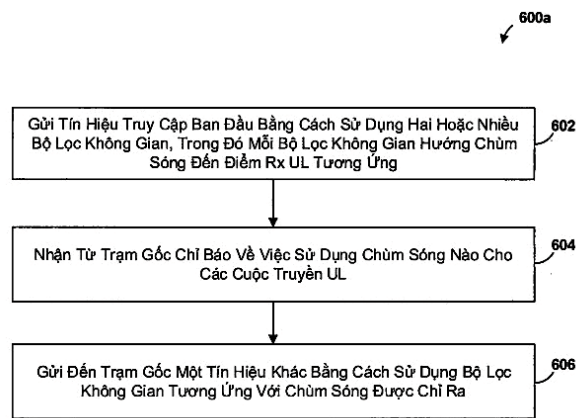 600a
Gửi Tín Hiệu Truy Cập Ban Đầu Bằng Cách Sử Dụng Hai Hoặc Nhiều
Bộ Lọc Không Gian, Trong Đó Mỗi Bộ Lọc Không Gian Hướng Chùm
Sóng Đến Điểm Rx UL Tương Ứng
602
Nhận Từ Trạm Gốc Chỉ Báo Về Việc Sử Dụng Chùm Sóng Nào Cho
Các Cuộc Truyền UL
604
Gửi Đến Trạm Gốc Một Tín Hiệu Khác Bằng Cách Sử Dụng Bộ Lọc
Không Gian Tương Ứng Với Chùm Sóng Được Chỉ Ra
606